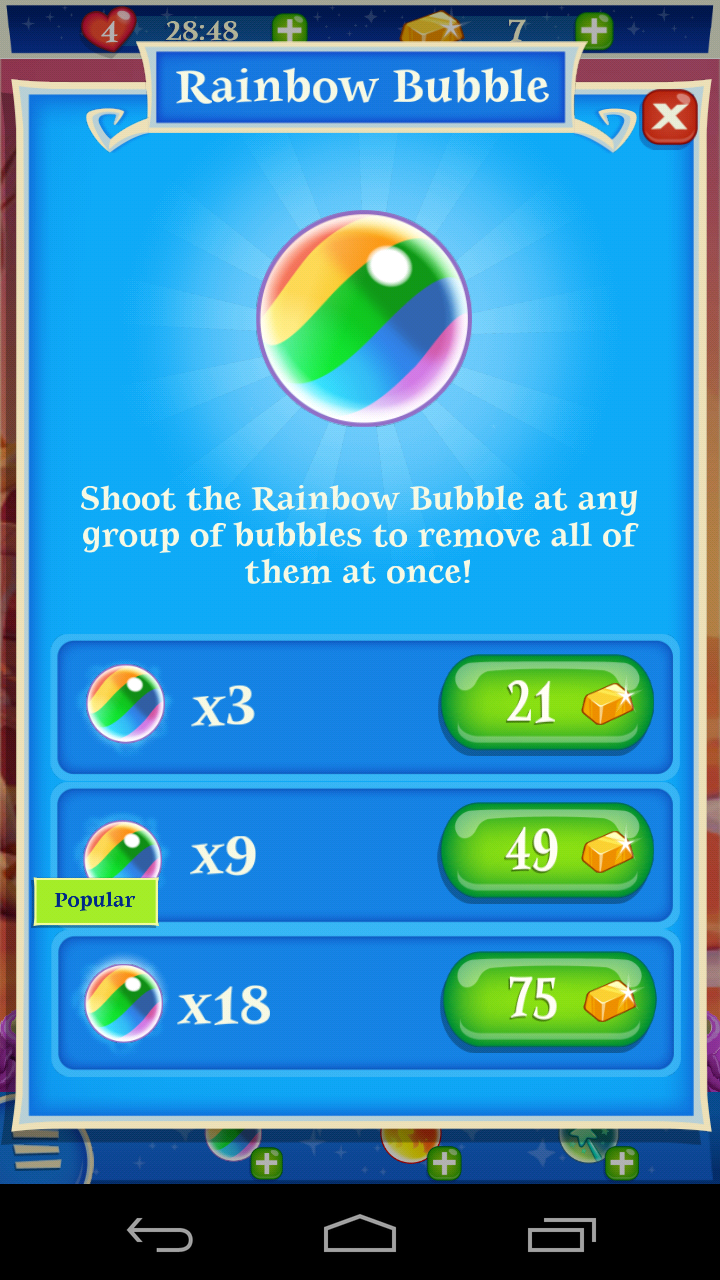 4 28:48 7
Rainbow Bubble
Shoot the Rainbow Bubble at any
group of bubbles to remove all of
them at once!
x3 21
x9 49
Popular
x18 75